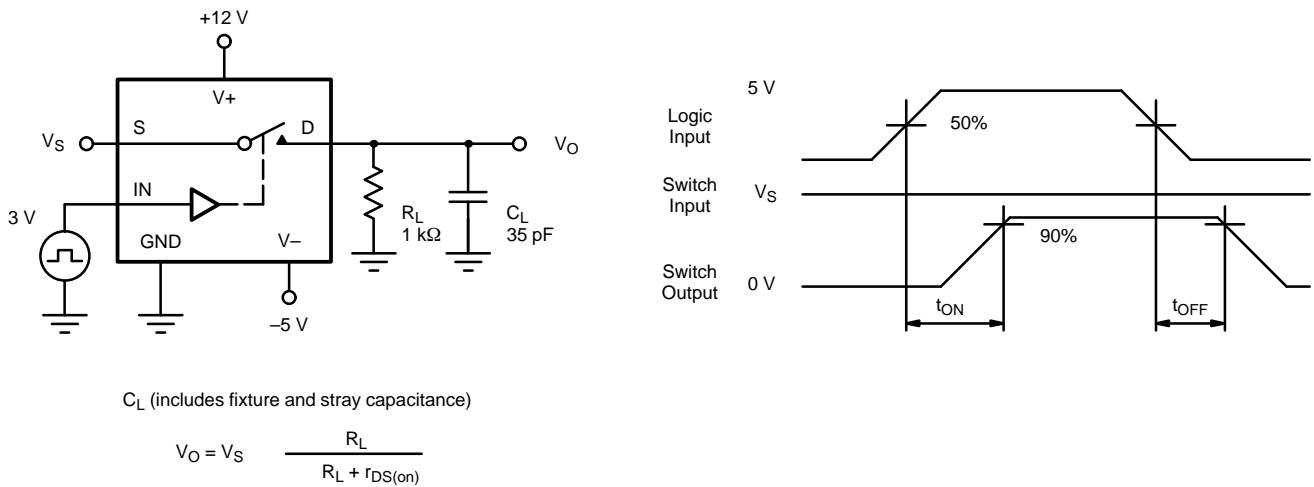 +12 V
V+
S
D
VS
VO
IN
3 V
RL
1 kΩ
CL
35 pF
GND
V–
–5 V
CL (includes fixture and stray capacitance)
VO = VS RL
RL + rDS(on)
5 V
Logic
Input
50%
Switch
Input
VS
90%
Switch
Output
0 V
tON
tOFF